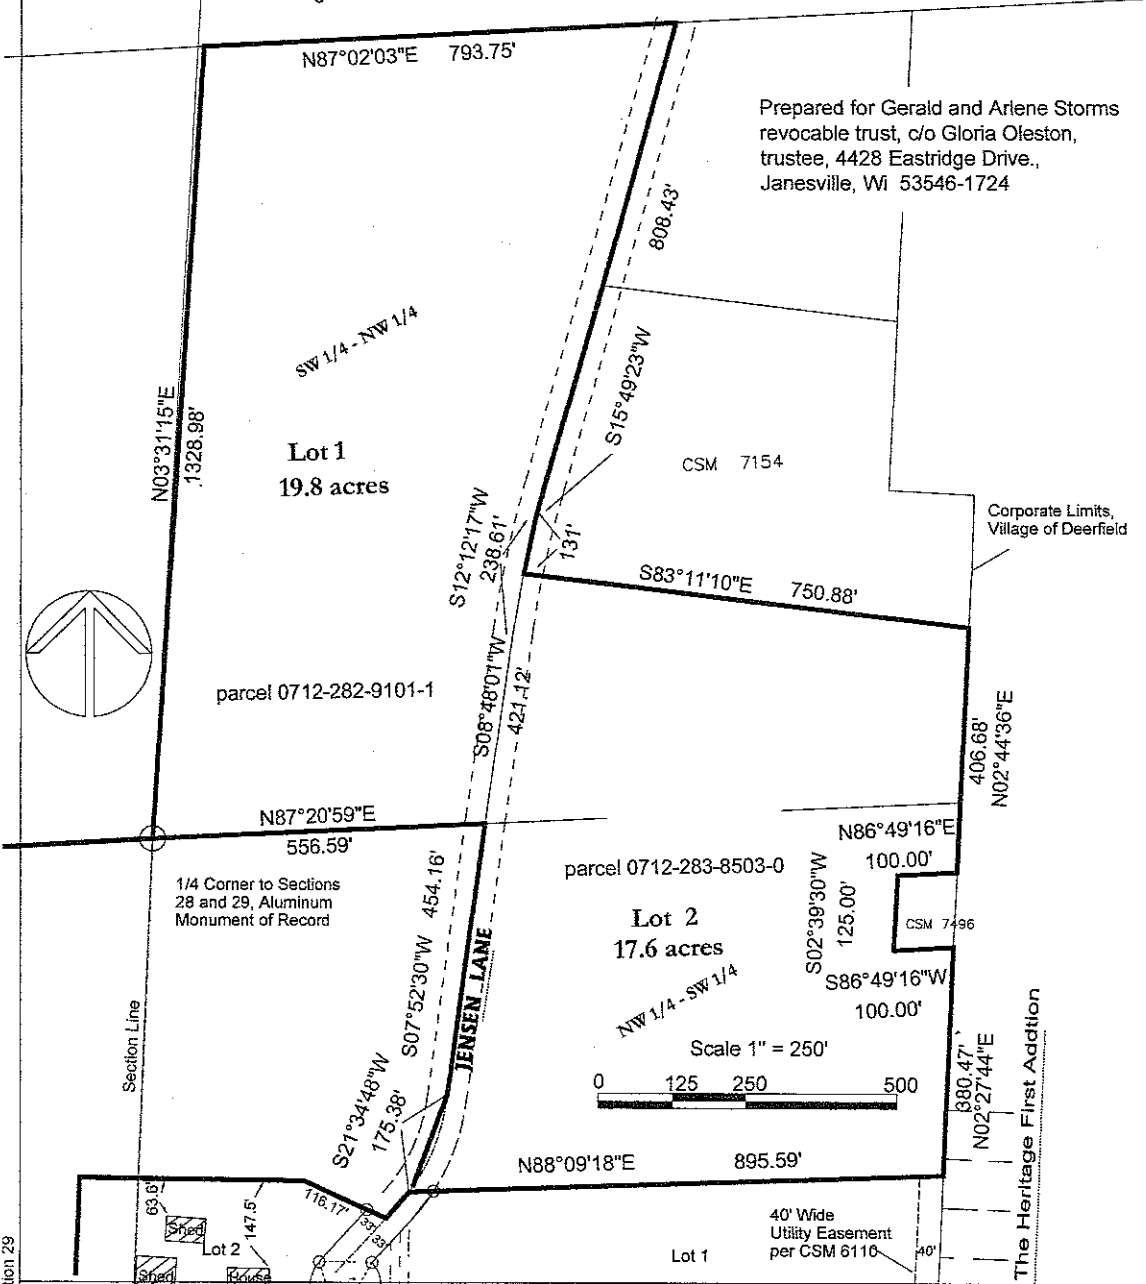 N87°02'03"E 793.75'
Prepared for Gerald and Arlene Storms
revocable trust, c/o Gloria Oleston,
trustee, 4428 Eastridge Drive.,
Janesville, Wi 53546-1724
808.43'
SW 1/4 - NW 1/4
S15°49'23"W
N03°31'15"E
1328.98'
Lot 1
19.8 acres
CSM 7154
Corporate Limits,
Village of Deerfield
S12°12'17"W
238.61'
131'
S83°11'10"E 750.88'
parcel 0712-282-9101-1
S08°48'01"W
421.12'
406.68'
N02°44'36"E
N87°20'59"E
556.59'
N86°49'16"E
100.00'
parcel 0712-283-8503-0
1/4 Corner to Sections
28 and 29, Aluminum
Monument of Record
S02°39'30"W
125.00'
Lot 2
17.6 acres
CSM 7496
S07°52'30"W 454.16'
JENSEN LANE
NW 1/4 - SW 1/4
S86°49'16"W
100.00'
Section Line
Scale 1" = 250'
0 125 250 500
S21°34'48"W
175.38'
380.47'
N02°27'44"E
The Heritage First Addtion
N88°09'18"E 895.59'
63.6'
147.5'
116.17'
33'
33'
Shed
Lot 2
Shed
House
40' Wide
Utility Easement
per CSM 6110
40'
Lot 1
tion 29